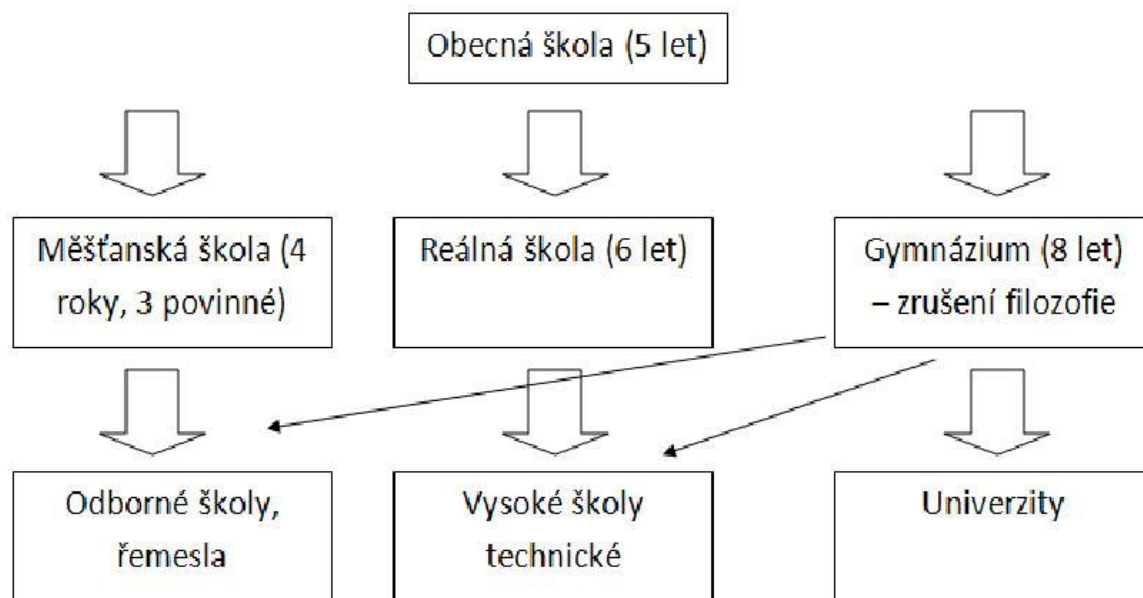 Obecná škola (5 let)
Měšťanská škola (4
roky, 3 povinné)
Reálná škola (6 let)
Gymnázium (8 let)
– zrušení filozofie
Odborné školy,
řemesla
Vysoké školy
technické
Univerzity